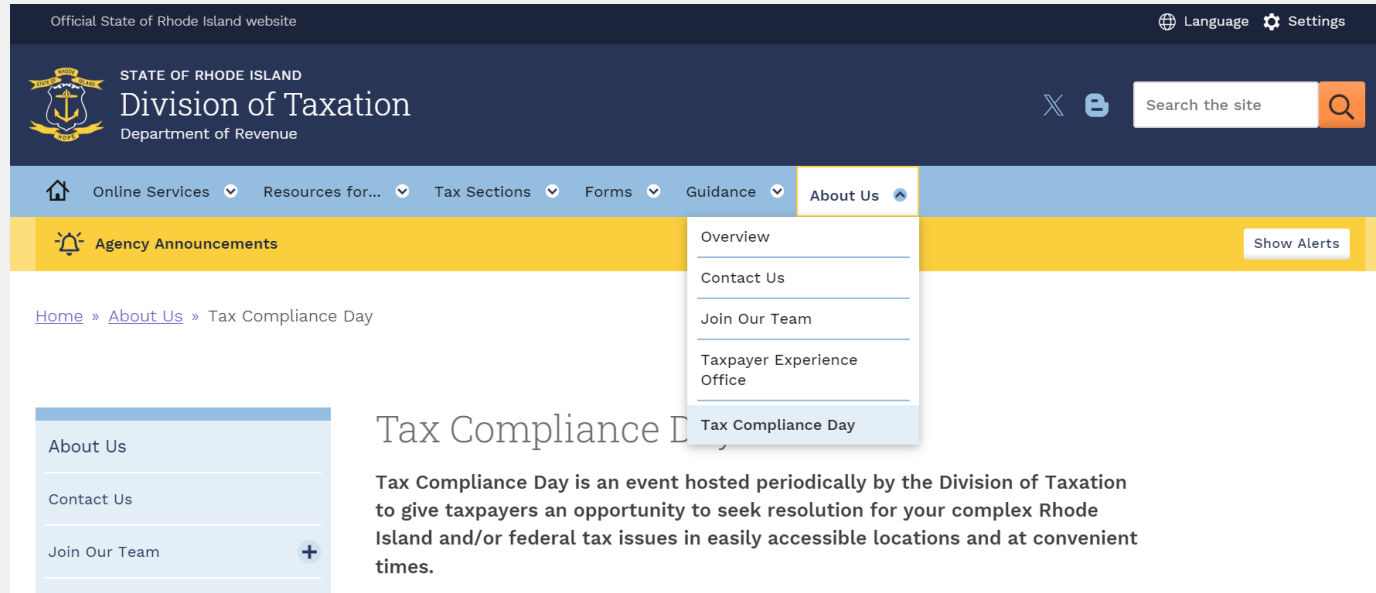 Official State of Rhode Island website
Language
Settings
STATE OF RHODE ISLAND
Division of Taxation
Department of Revenue
Search the site
Online Services
Resources for...
Tax Sections
Forms
Guidance
About Us
Agency Announcements
Show Alerts
Overview
Contact Us
Join Our Team
Taxpayer Experience
Office
Tax Compliance Day
Home » About Us » Tax Compliance Day
About Us
Contact Us
Join Our Team
Tax Compliance
Tax Compliance Day is an event hosted periodically by the Division of Taxation
to give taxpayers an opportunity to seek resolution for your complex Rhode
Island and/or federal tax issues in easily accessible locations and at convenient
times.